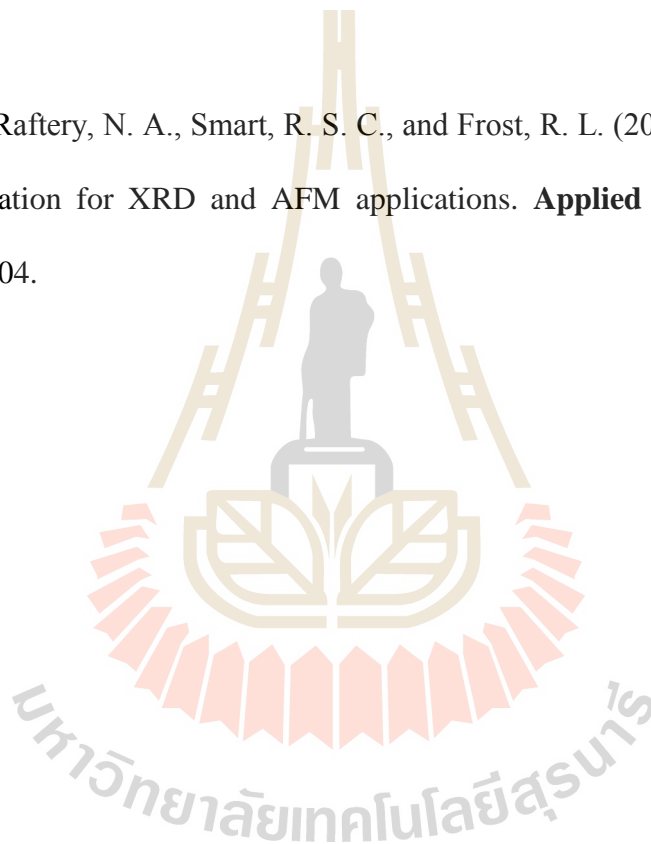 Raftery, N. A., Smart, R. S. C., and Frost, R. L. (20
ation for XRD and AFM applications. Applied
04.
มหาวิทยาลัยเทคโนโลยีสุรนารี